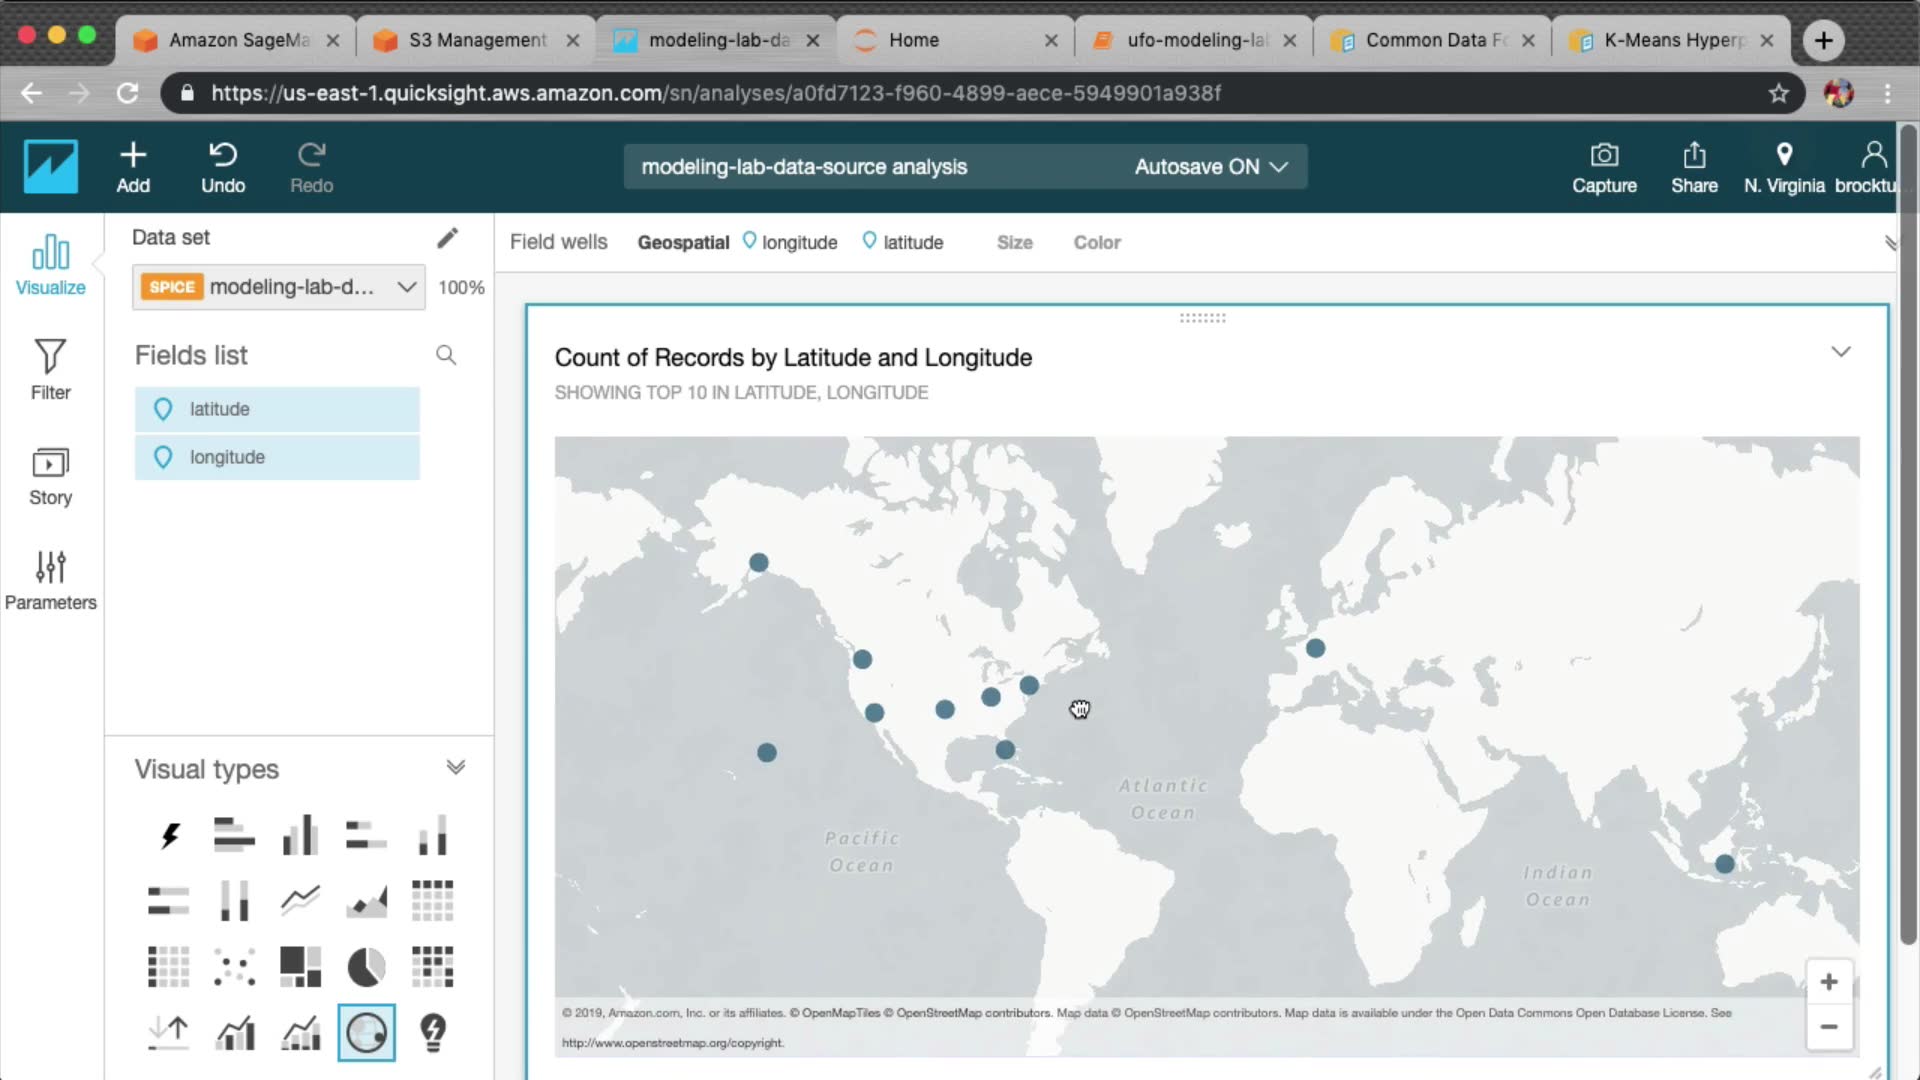 Amazon SageMa
S3 Management
modeling-lab-da
Home
ufo-modeling-la
Common Data Fo
K-Means Hyperp
https://us-east-1.quicksight.aws.amazon.com/sn/analyses/a0fd7123-f960-4899-aece-5949901a938f
Add
Undo
Redo
modeling-lab-data-source analysis
Autosave ON
Capture
Share
N. Virginia
brocktu
Visualize
Filter
Story
Parameters
Data set
SPICE modeling-lab-d... 100%
Fields list
latitude
longitude
Visual types
Field wells
Geospatial longitude latitude
Size
Color
Count of Records by Latitude and Longitude
SHOWING TOP 10 IN LATITUDE, LONGITUDE
Atlantic
Ocean
Pacific
Ocean
Indian
Ocean
© 2019, Amazon.com, Inc. or its affiliates. © OpenMapTiles © OpenStreetMap contributors. Map data © OpenStreetMap contributors. Map data is available under the Open Data Commons Open Database License. See
http://www.openstreetmap.org/copyright.